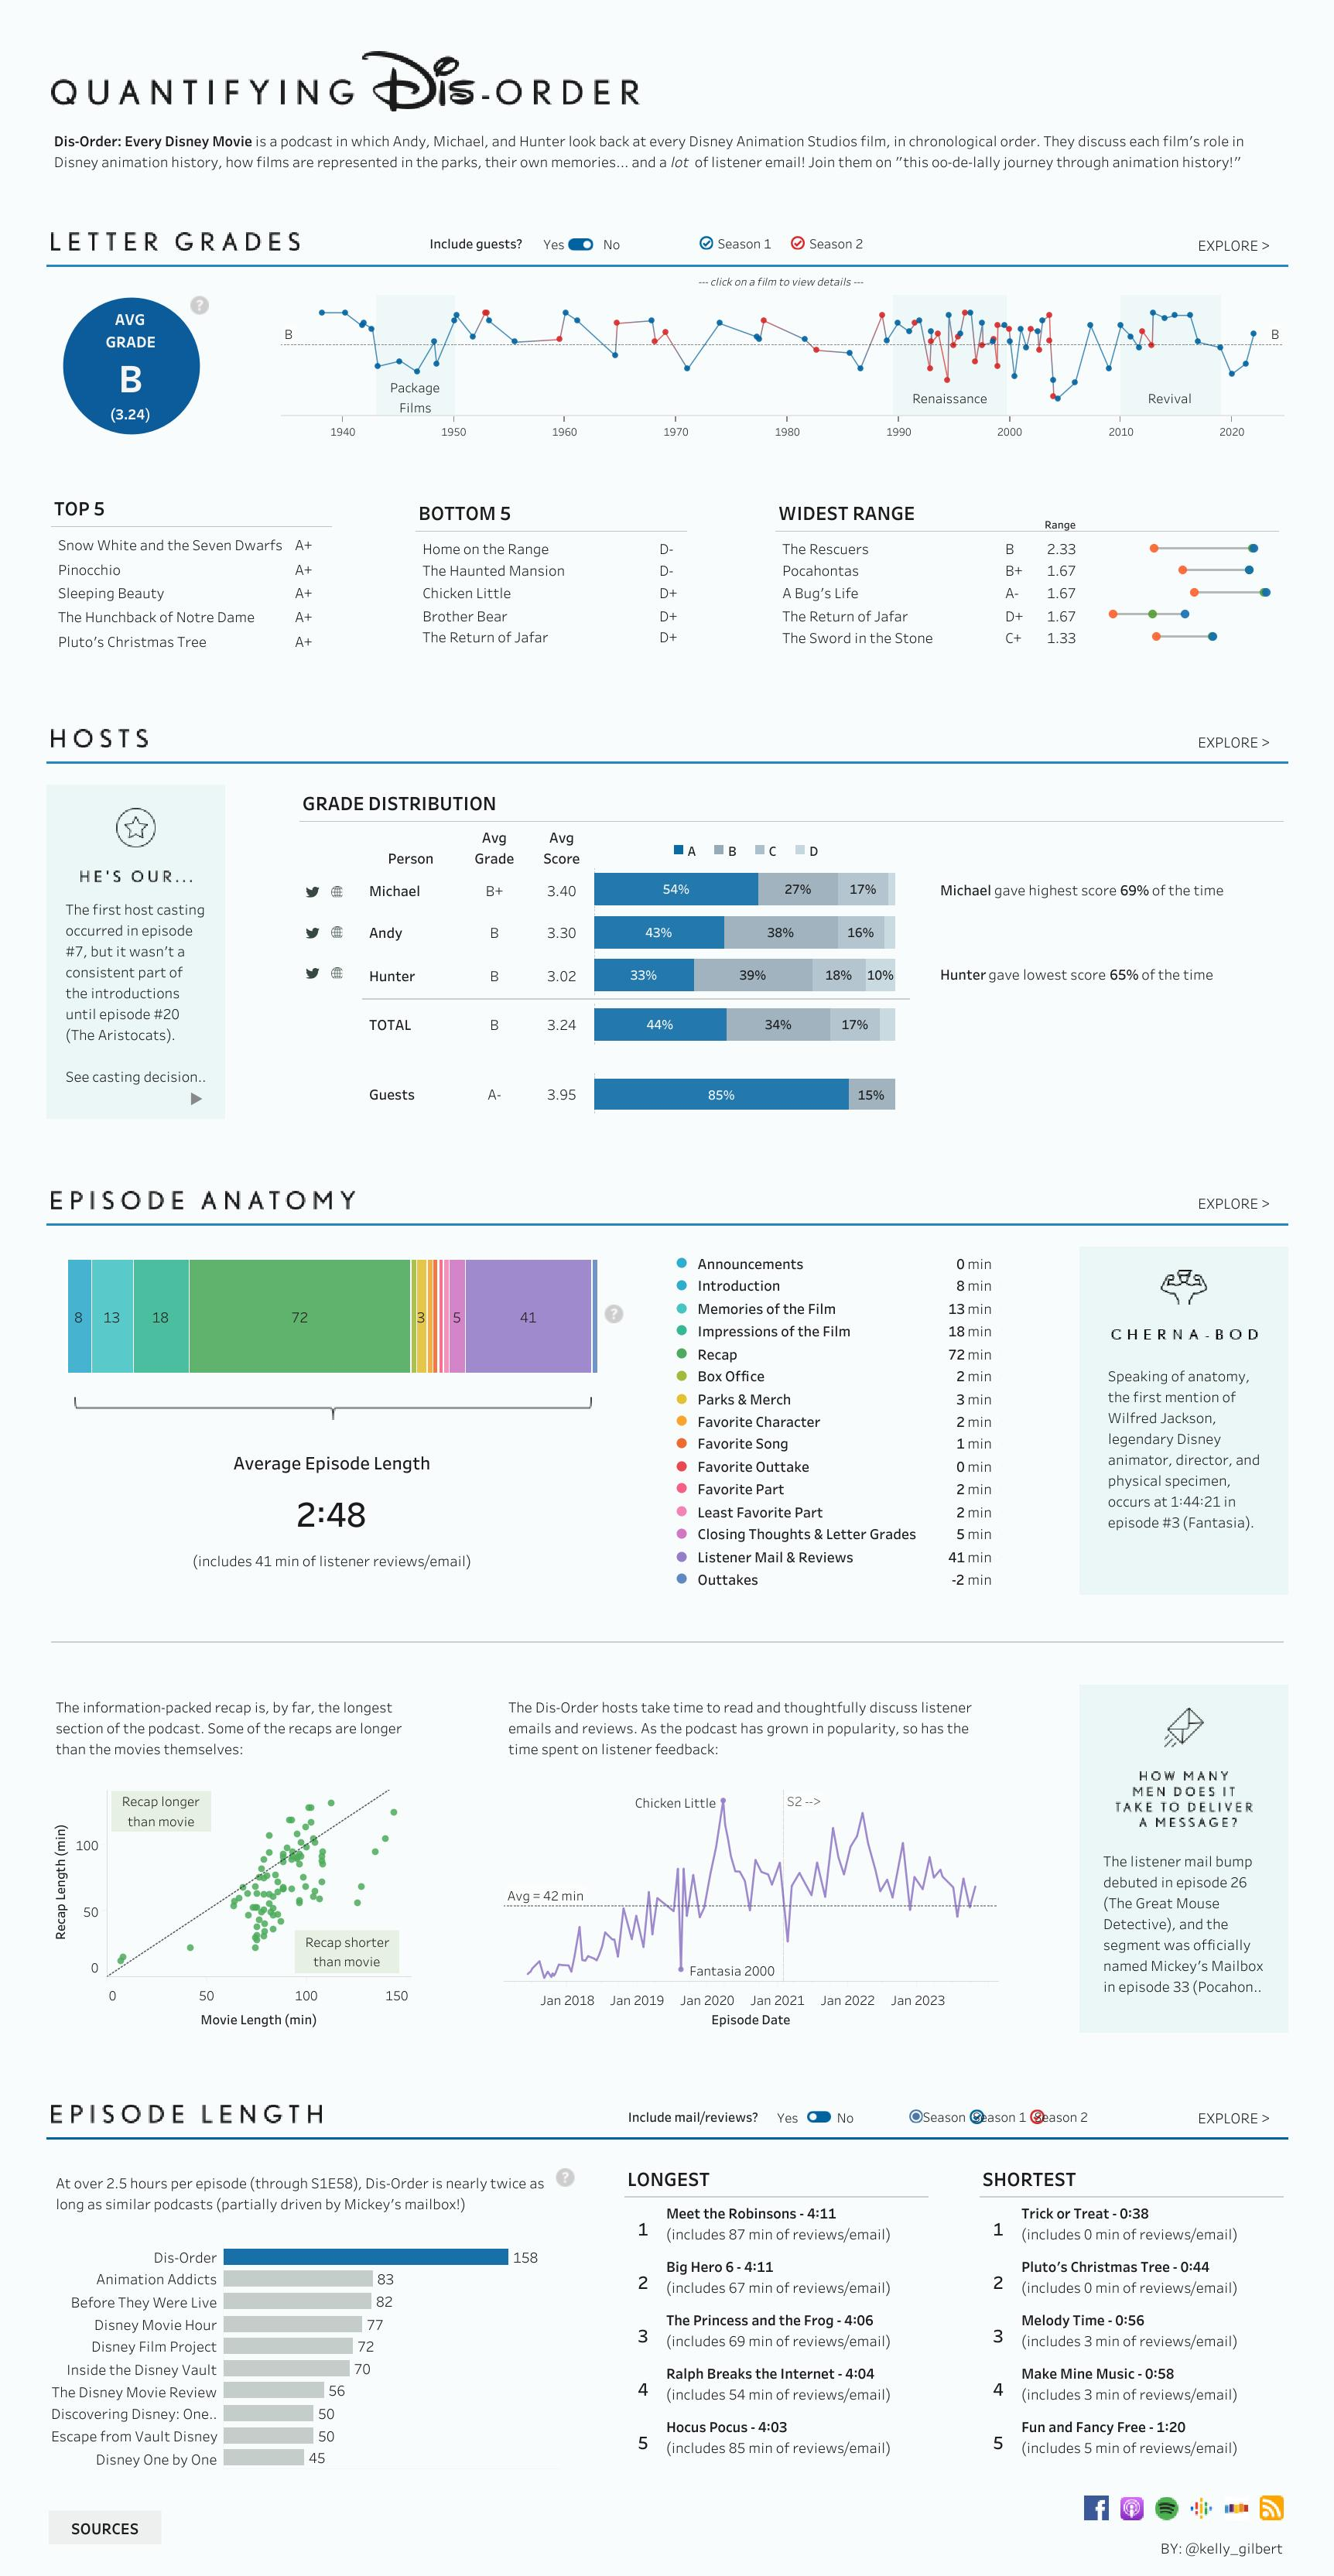 QUANTIFYING Dis-ORDER
Dis-Order: Every Disney Movie is a podcast in which Andy, Michael, and Hunter look back at every Disney Animation Studios film, in chronological order. They discuss each film's role in
Disney animation history, how films are represented in the parks, their own memories... and a lot of listener email! Join them on "this oo-de-lally journey through animation history!"
LETTER GRADES
Include guests? Yes No
Season 1 Season 2
EXPLORE >
--- click on a film to view details ---
AVG
GRADE
B
(3.24)
?
B
B
Package
Films
Renaissance
Revival
1940 1950 1960 1970 1980 1990 2000 2010 2020
TOP 5
Snow White and the Seven Dwarfs A+
Pinocchio A+
Sleeping Beauty A+
The Hunchback of Notre Dame A+
Pluto's Christmas Tree A+
BOTTOM 5
Home on the Range D-
The Haunted Mansion D-
Chicken Little D+
Brother Bear D+
The Return of Jafar D+
WIDEST RANGE
Range
The Rescuers B 2.33
Pocahontas B+ 1.67
A Bug's Life A- 1.67
The Return of Jafar D+ 1.67
The Sword in the Stone C+ 1.33
HOSTS
EXPLORE >
HE'S OUR...
The first host casting
occurred in episode
#7, but it wasn't a
consistent part of
the introductions
until episode #20
(The Aristocats).
See casting decision..
GRADE DISTRIBUTION
Person
Avg
Grade
Avg
Score
A B C D
Michael B+ 3.40 54% 27% 17%
Michael gave highest score 69% of the time
Andy B 3.30 43% 38% 16%
Hunter B 3.02 33% 39% 18% 10%
Hunter gave lowest score 65% of the time
TOTAL B 3.24 44% 34% 17%
Guests A- 3.95 85% 15%
EPISODE ANATOMY
EXPLORE >
8 13 18 72 3 5 41
?
Average Episode Length
2:48
(includes 41 min of listener reviews/email)
Announcements 0 min
Introduction 8 min
Memories of the Film 13 min
Impressions of the Film 18 min
Recap 72 min
Box Office 2 min
Parks & Merch 3 min
Favorite Character 2 min
Favorite Song 1 min
Favorite Outtake 0 min
Favorite Part 2 min
Least Favorite Part 2 min
Closing Thoughts & Letter Grades 5 min
Listener Mail & Reviews 41 min
Outtakes -2 min
CHERNA-BOD
Speaking of anatomy,
the first mention of
Wilfred Jackson,
legendary Disney
animator, director, and
physical specimen,
occurs at 1:44:21 in
episode #3 (Fantasia).
The information-packed recap is, by far, the longest
section of the podcast. Some of the recaps are longer
than the movies themselves:
Recap longer
than movie
Recap shorter
than movie
Recap Length (min)
100
50
0
0 50 100 150
Movie Length (min)
The Dis-Order hosts take time to read and thoughtfully discuss listener
emails and reviews. As the podcast has grown in popularity, so has the
time spent on listener feedback:
Chicken Little
S2 -->
Avg = 42 min
Fantasia 2000
Jan 2018 Jan 2019 Jan 2020 Jan 2021 Jan 2022 Jan 2023
Episode Date
HOW MANY
MEN DOES IT
TAKE TO DELIVER
A MESSAGE?
The listener mail bump
debuted in episode 26
(The Great Mouse
Detective), and the
segment was officially
named Mickey's Mailbox
in episode 33 (Pocahon..
EPISODE LENGTH
Include mail/reviews? Yes No
Season Season 1 Season 2
EXPLORE >
At over 2.5 hours per episode (through S1E58), Dis-Order is nearly twice as
long as similar podcasts (partially driven by Mickey's mailbox!)
?
Dis-Order 158
Animation Addicts 83
Before They Were Live 82
Disney Movie Hour 77
Disney Film Project 72
Inside the Disney Vault 70
The Disney Movie Review 56
Discovering Disney: One.. 50
Escape from Vault Disney 50
Disney One by One 45
LONGEST
1 Meet the Robinsons - 4:11
(includes 87 min of reviews/email)
2 Big Hero 6 - 4:11
(includes 67 min of reviews/email)
3 The Princess and the Frog - 4:06
(includes 69 min of reviews/email)
4 Ralph Breaks the Internet - 4:04
(includes 54 min of reviews/email)
5 Hocus Pocus - 4:03
(includes 85 min of reviews/email)
SHORTEST
1 Trick or Treat - 0:38
(includes 0 min of reviews/email)
2 Pluto's Christmas Tree - 0:44
(includes 0 min of reviews/email)
3 Melody Time - 0:56
(includes 3 min of reviews/email)
4 Make Mine Music - 0:58
(includes 3 min of reviews/email)
5 Fun and Fancy Free - 1:20
(includes 5 min of reviews/email)
SOURCES
BY: @kelly_gilbert